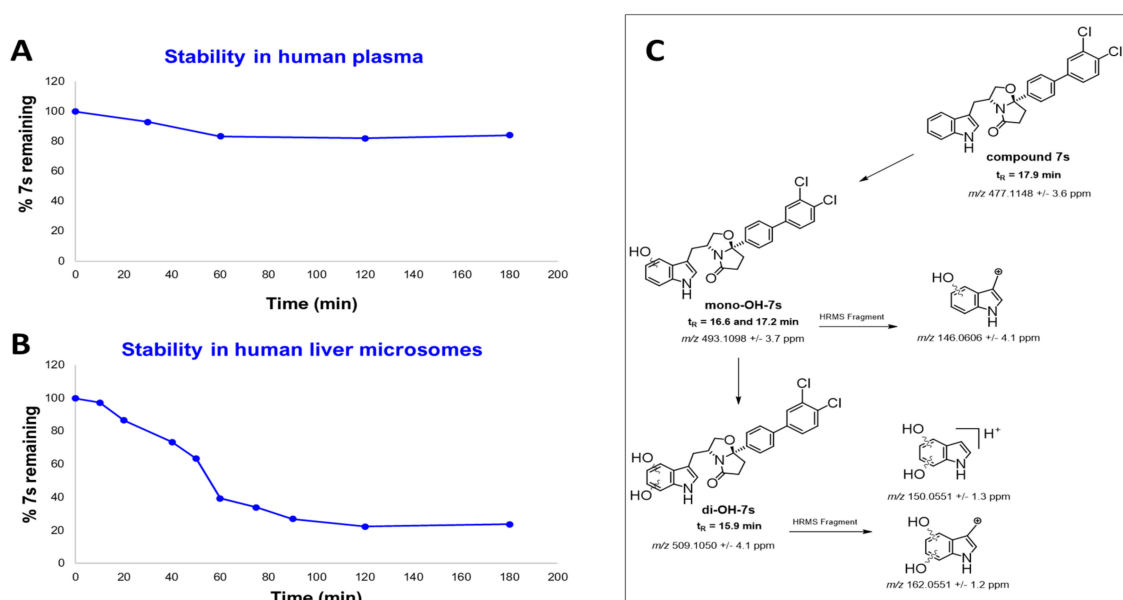 A
Stability in human plasma
120
100
80
60
40
20
0
% 7s remaining
0 20 40 60 80 100 120 140 160 180 200
Time (min)
B
Stability in human liver microsomes
120
100
80
60
40
20
0
% 7s remaining
0 20 40 60 80 100 120 140 160 180 200
Time (min)
C
Cl
Cl
O
N
O
N
H
compound 7s
tR = 17.9 min
m/z 477.1148 +/- 3.6 ppm
Cl
Cl
HO
O
N
O
N
H
mono-OH-7s
tR = 16.6 and 17.2 min
m/z 493.1098 +/- 3.7 ppm
HRMS Fragment
HO
⊕
N
H
m/z 146.0606 +/- 4.1 ppm
Cl
Cl
HO
HO
O
N
O
N
H
di-OH-7s
tR = 15.9 min
m/z 509.1050 +/- 4.1 ppm
HRMS Fragment
HO
HO
N
H
H+
m/z 150.0551 +/- 1.3 ppm
HO
HO
⊕
N
H
m/z 162.0551 +/- 1.2 ppm